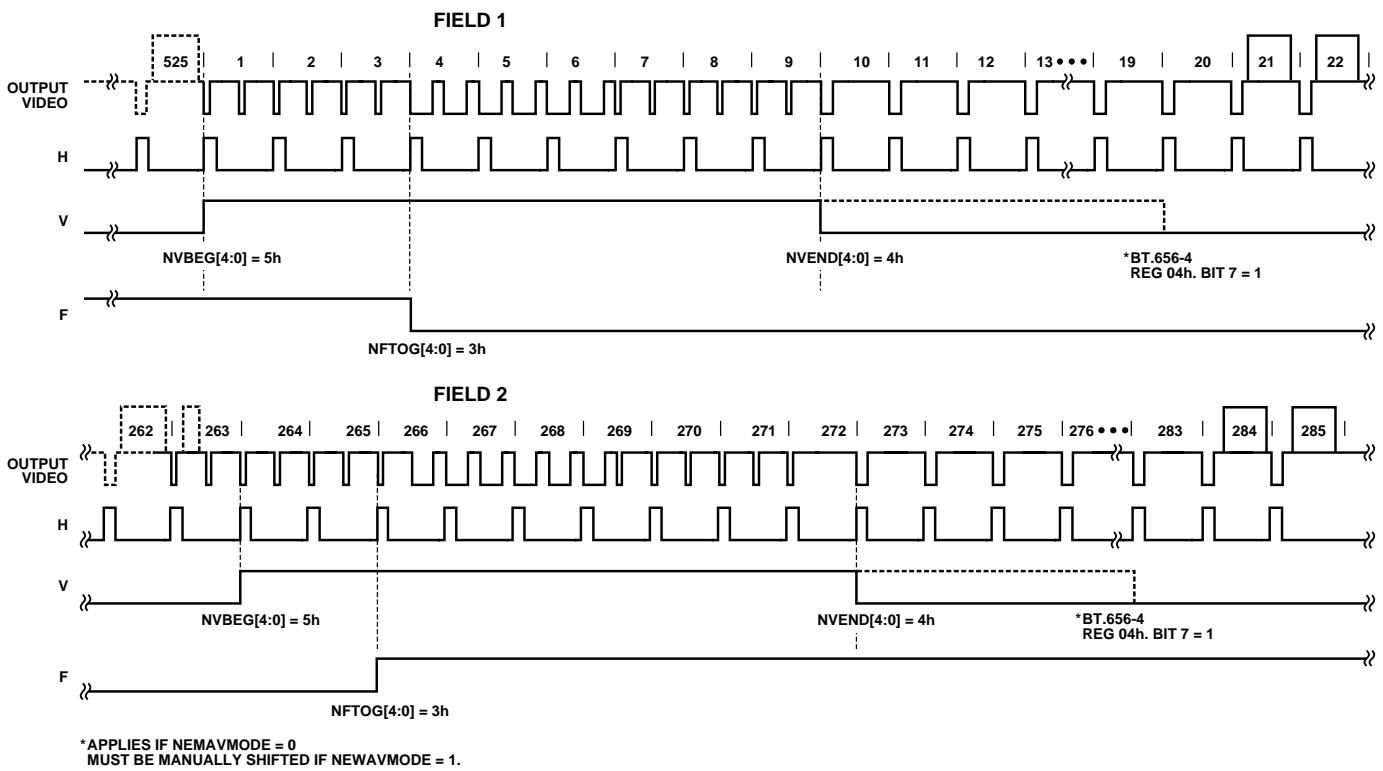 FIELD 1
525 | 1 | 2 | 3 | 4 | 5 | 6 | 7 | 8 | 9 | 10 | 11 | 12 | 13 ••• | 19 | 20 | 21 | 22 |
OUTPUT
VIDEO
H
V
NVBEG[4:0] = 5h
NVEND[4:0] = 4h
*BT.656-4
REG 04h. BIT 7 = 1
F
NFTOG[4:0] = 3h
FIELD 2
262 | 263 | 264 | 265 | 266 | 267 | 268 | 269 | 270 | 271 | 272 | 273 | 274 | 275 | 276 ••• | 283 | 284 | 285 |
OUTPUT
VIDEO
H
V
NVBEG[4:0] = 5h
NVEND[4:0] = 4h
*BT.656-4
REG 04h. BIT 7 = 1
F
NFTOG[4:0] = 3h
*APPLIES IF NEMAVMODE = 0
MUST BE MANUALLY SHIFTED IF NEWAVMODE = 1.